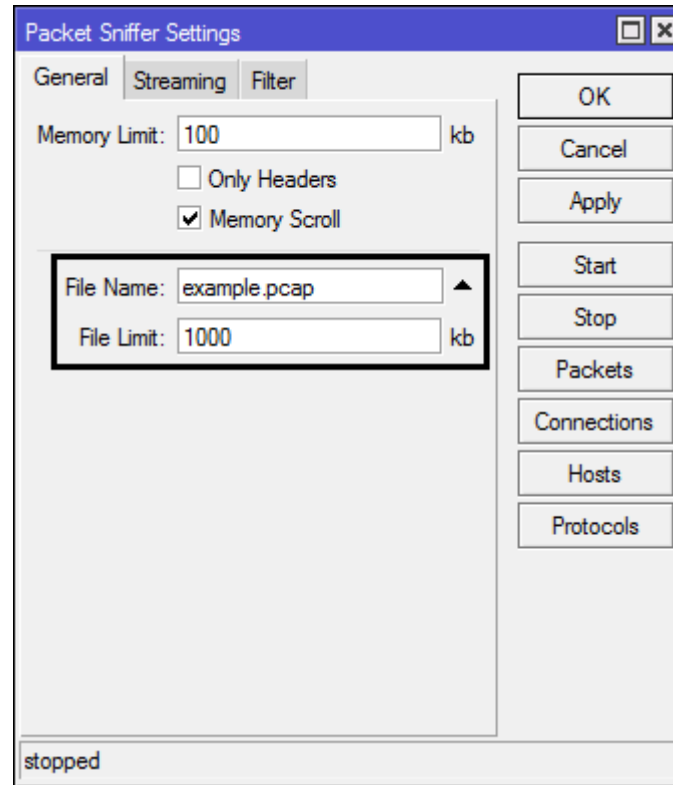 Packet Sniffer Settings
General Streaming Filter
Memory Limit: 100 kb
Only Headers
Memory Scroll
File Name: example.pcap
File Limit: 1000 kb
OK
Cancel
Apply
Start
Stop
Packets
Connections
Hosts
Protocols
stopped